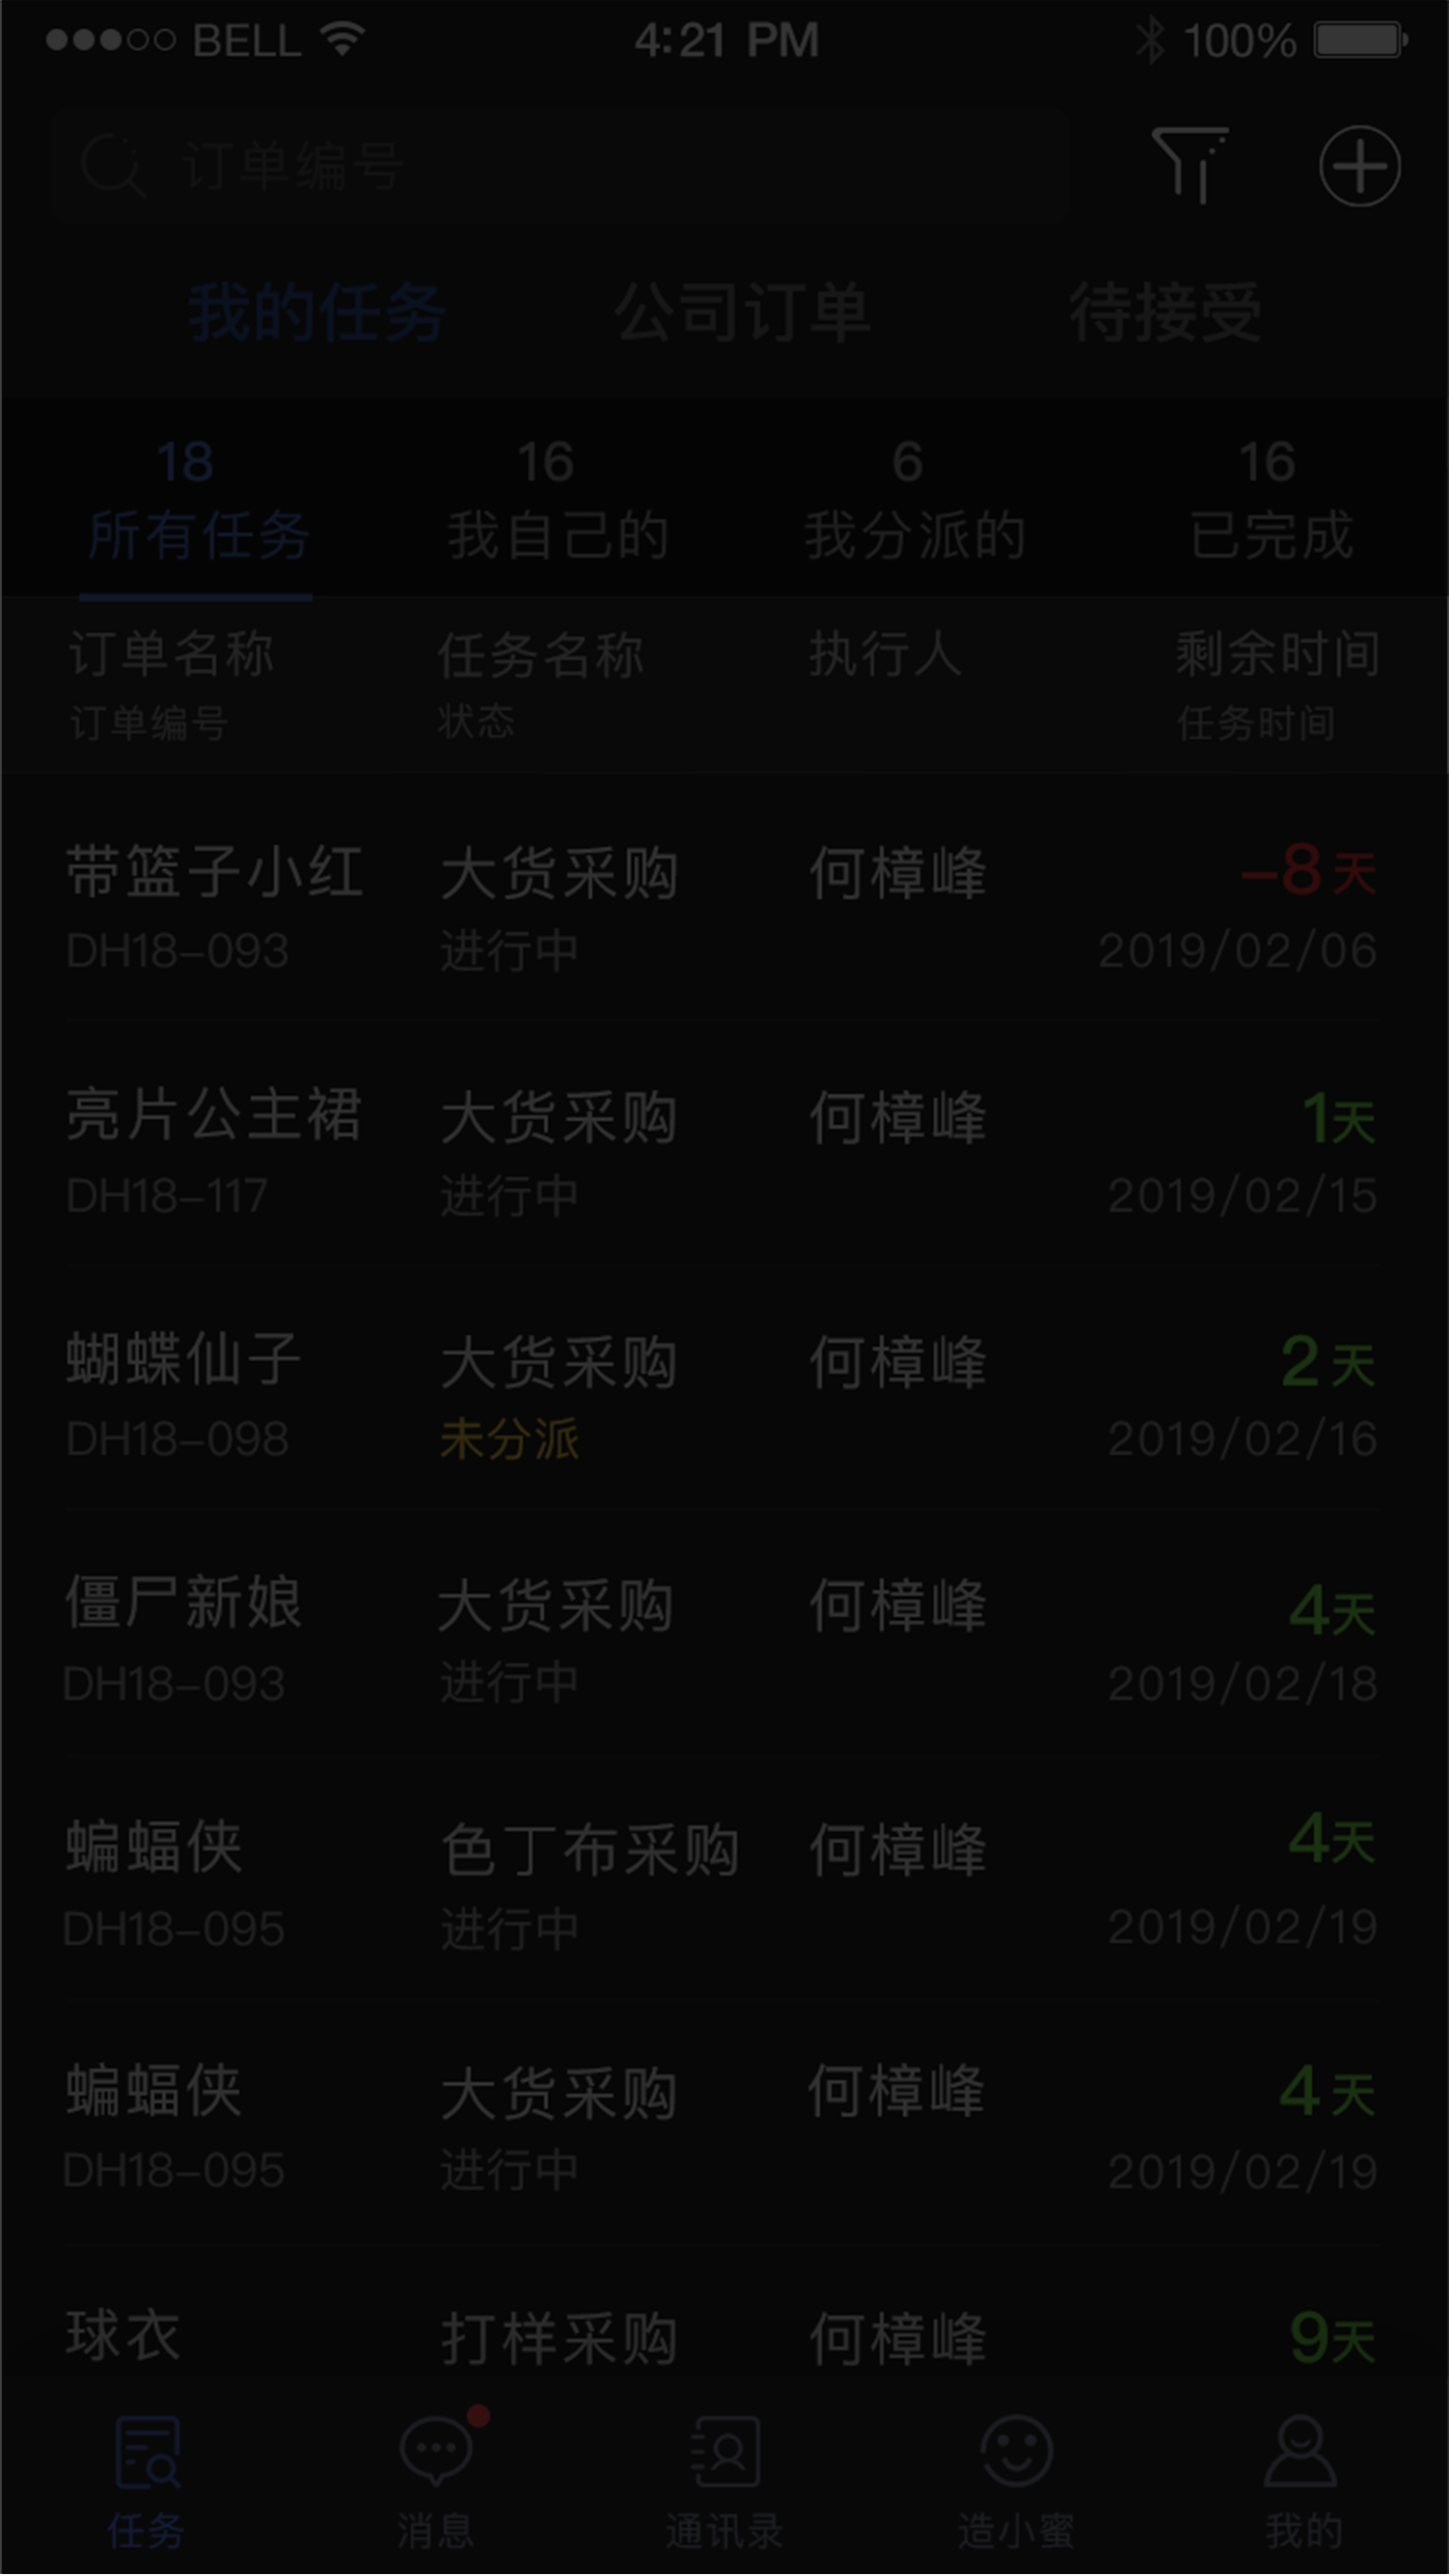 BELL 4:21 PM 100%
订单编号
我的任务 公司订单 待接受
18 16 6 16
所有任务 我自己的 我分派的 已完成
订单名称 任务名称 执行人 剩余时间
订单编号 状态 任务时间
带篮子小红 大货采购 何樟峰 -8天
DH18-093 进行中 2019/02/06
亮片公主裙 大货采购 何樟峰 1天
DH18-117 进行中 2019/02/15
蝴蝶仙子 大货采购 何樟峰 2天
DH18-098 未分派 2019/02/16
僵尸新娘 大货采购 何樟峰 4天
DH18-093 进行中 2019/02/18
蝙蝠侠 色丁布采购 何樟峰 4天
DH18-095 进行中 2019/02/19
蝙蝠侠 大货采购 何樟峰 4天
DH18-095 进行中 2019/02/19
球衣 打样采购 何樟峰 9天
任务 消息 通讯录 造小蜜 我的